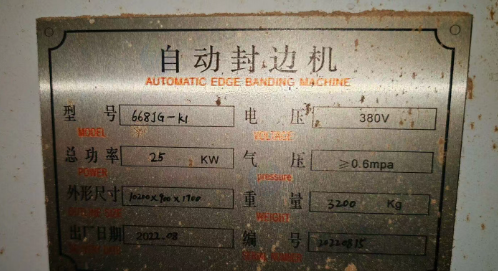 自动封边机
AUTOMATIC EDGE BANDING MACHINE
型号 668JG-K1 电压 380V
MODEL VOLTAGE
总功率 25 KW 气压 ≥0.6mpa
POWER pressure
外形尺寸 10200x900x1900 重量 3200 Kg
WEIGHT
出厂日期 2022.08 编号 20220815